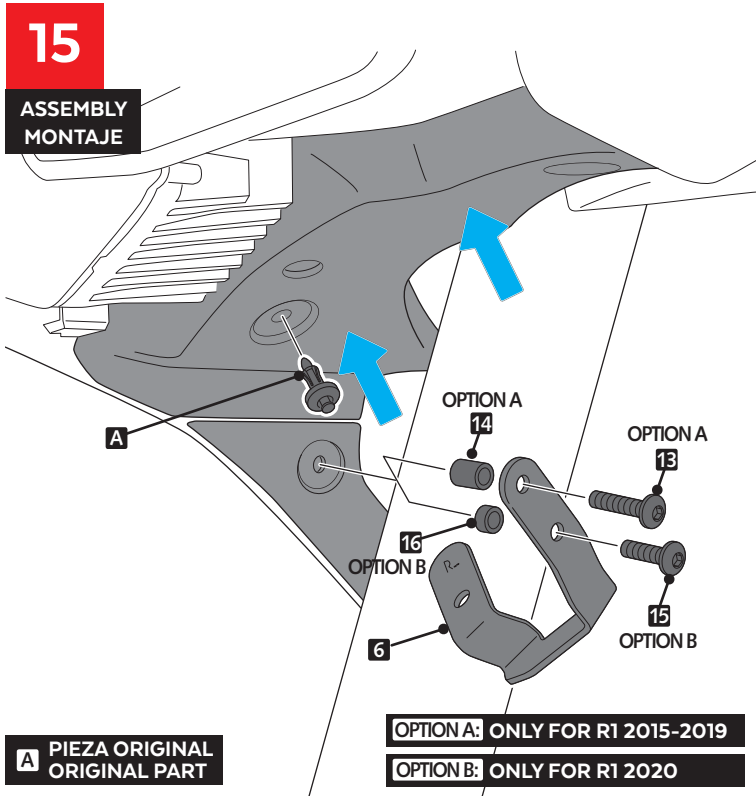 15
ASSEMBLY
MONTAJE
A
OPTION A
14
OPTION A
13
16
OPTION B
R-
6
15
OPTION B
A PIEZA ORIGINAL
ORIGINAL PART
OPTION A: ONLY FOR R1 2015-2019
OPTION B: ONLY FOR R1 2020